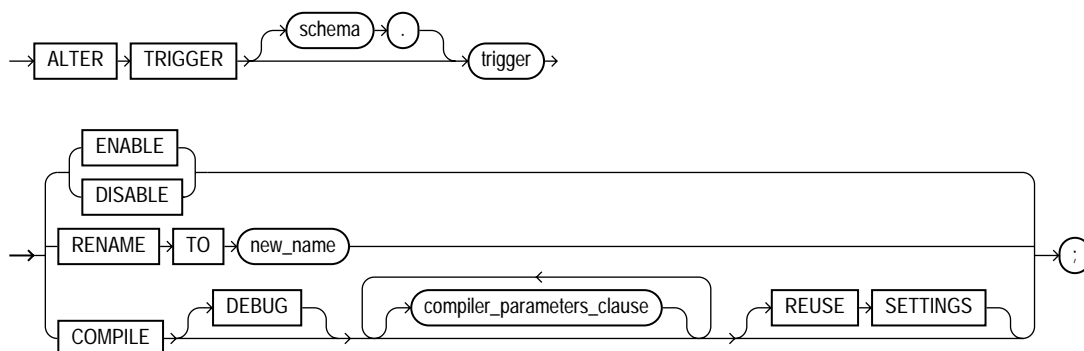 schema .
ALTER TRIGGER trigger
ENABLE
DISABLE
RENAME TO new_name ;
DEBUG compiler_parameters_clause REUSE SETTINGS
COMPILE